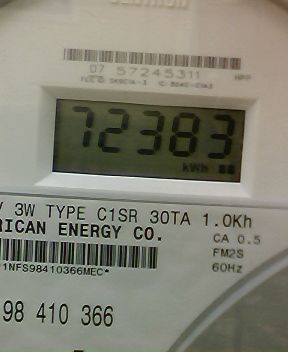 07 57245311
HPP
72383
kWh
V 3W TYPE C1SR 30TA 1.0Kh
RICAN ENERGY CO.
CA 0.5
FM2S
60Hz
1NFS98410366MEC*
98 410 366